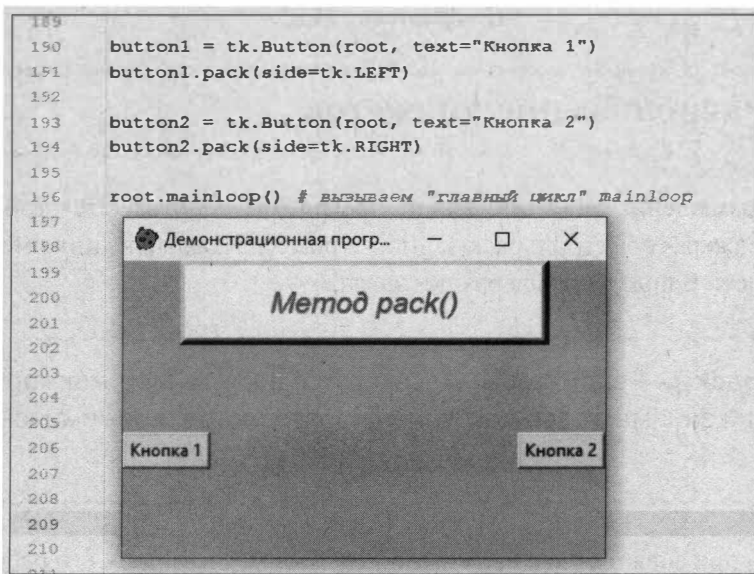 189
190 button1 = tk.Button(root, text="Кнопка 1")
191 button1.pack(side=tk.LEFT)
192
193 button2 = tk.Button(root, text="Кнопка 2")
194 button2.pack(side=tk.RIGHT)
195
196 root.mainloop() # вызываем "главный цикл" mainloop
197
198 Демонстрационная прогр...
199
200 Метод pack()
201
202
203
204
205
206 Кнопка 1 Кнопка 2
207
208
209
210
211